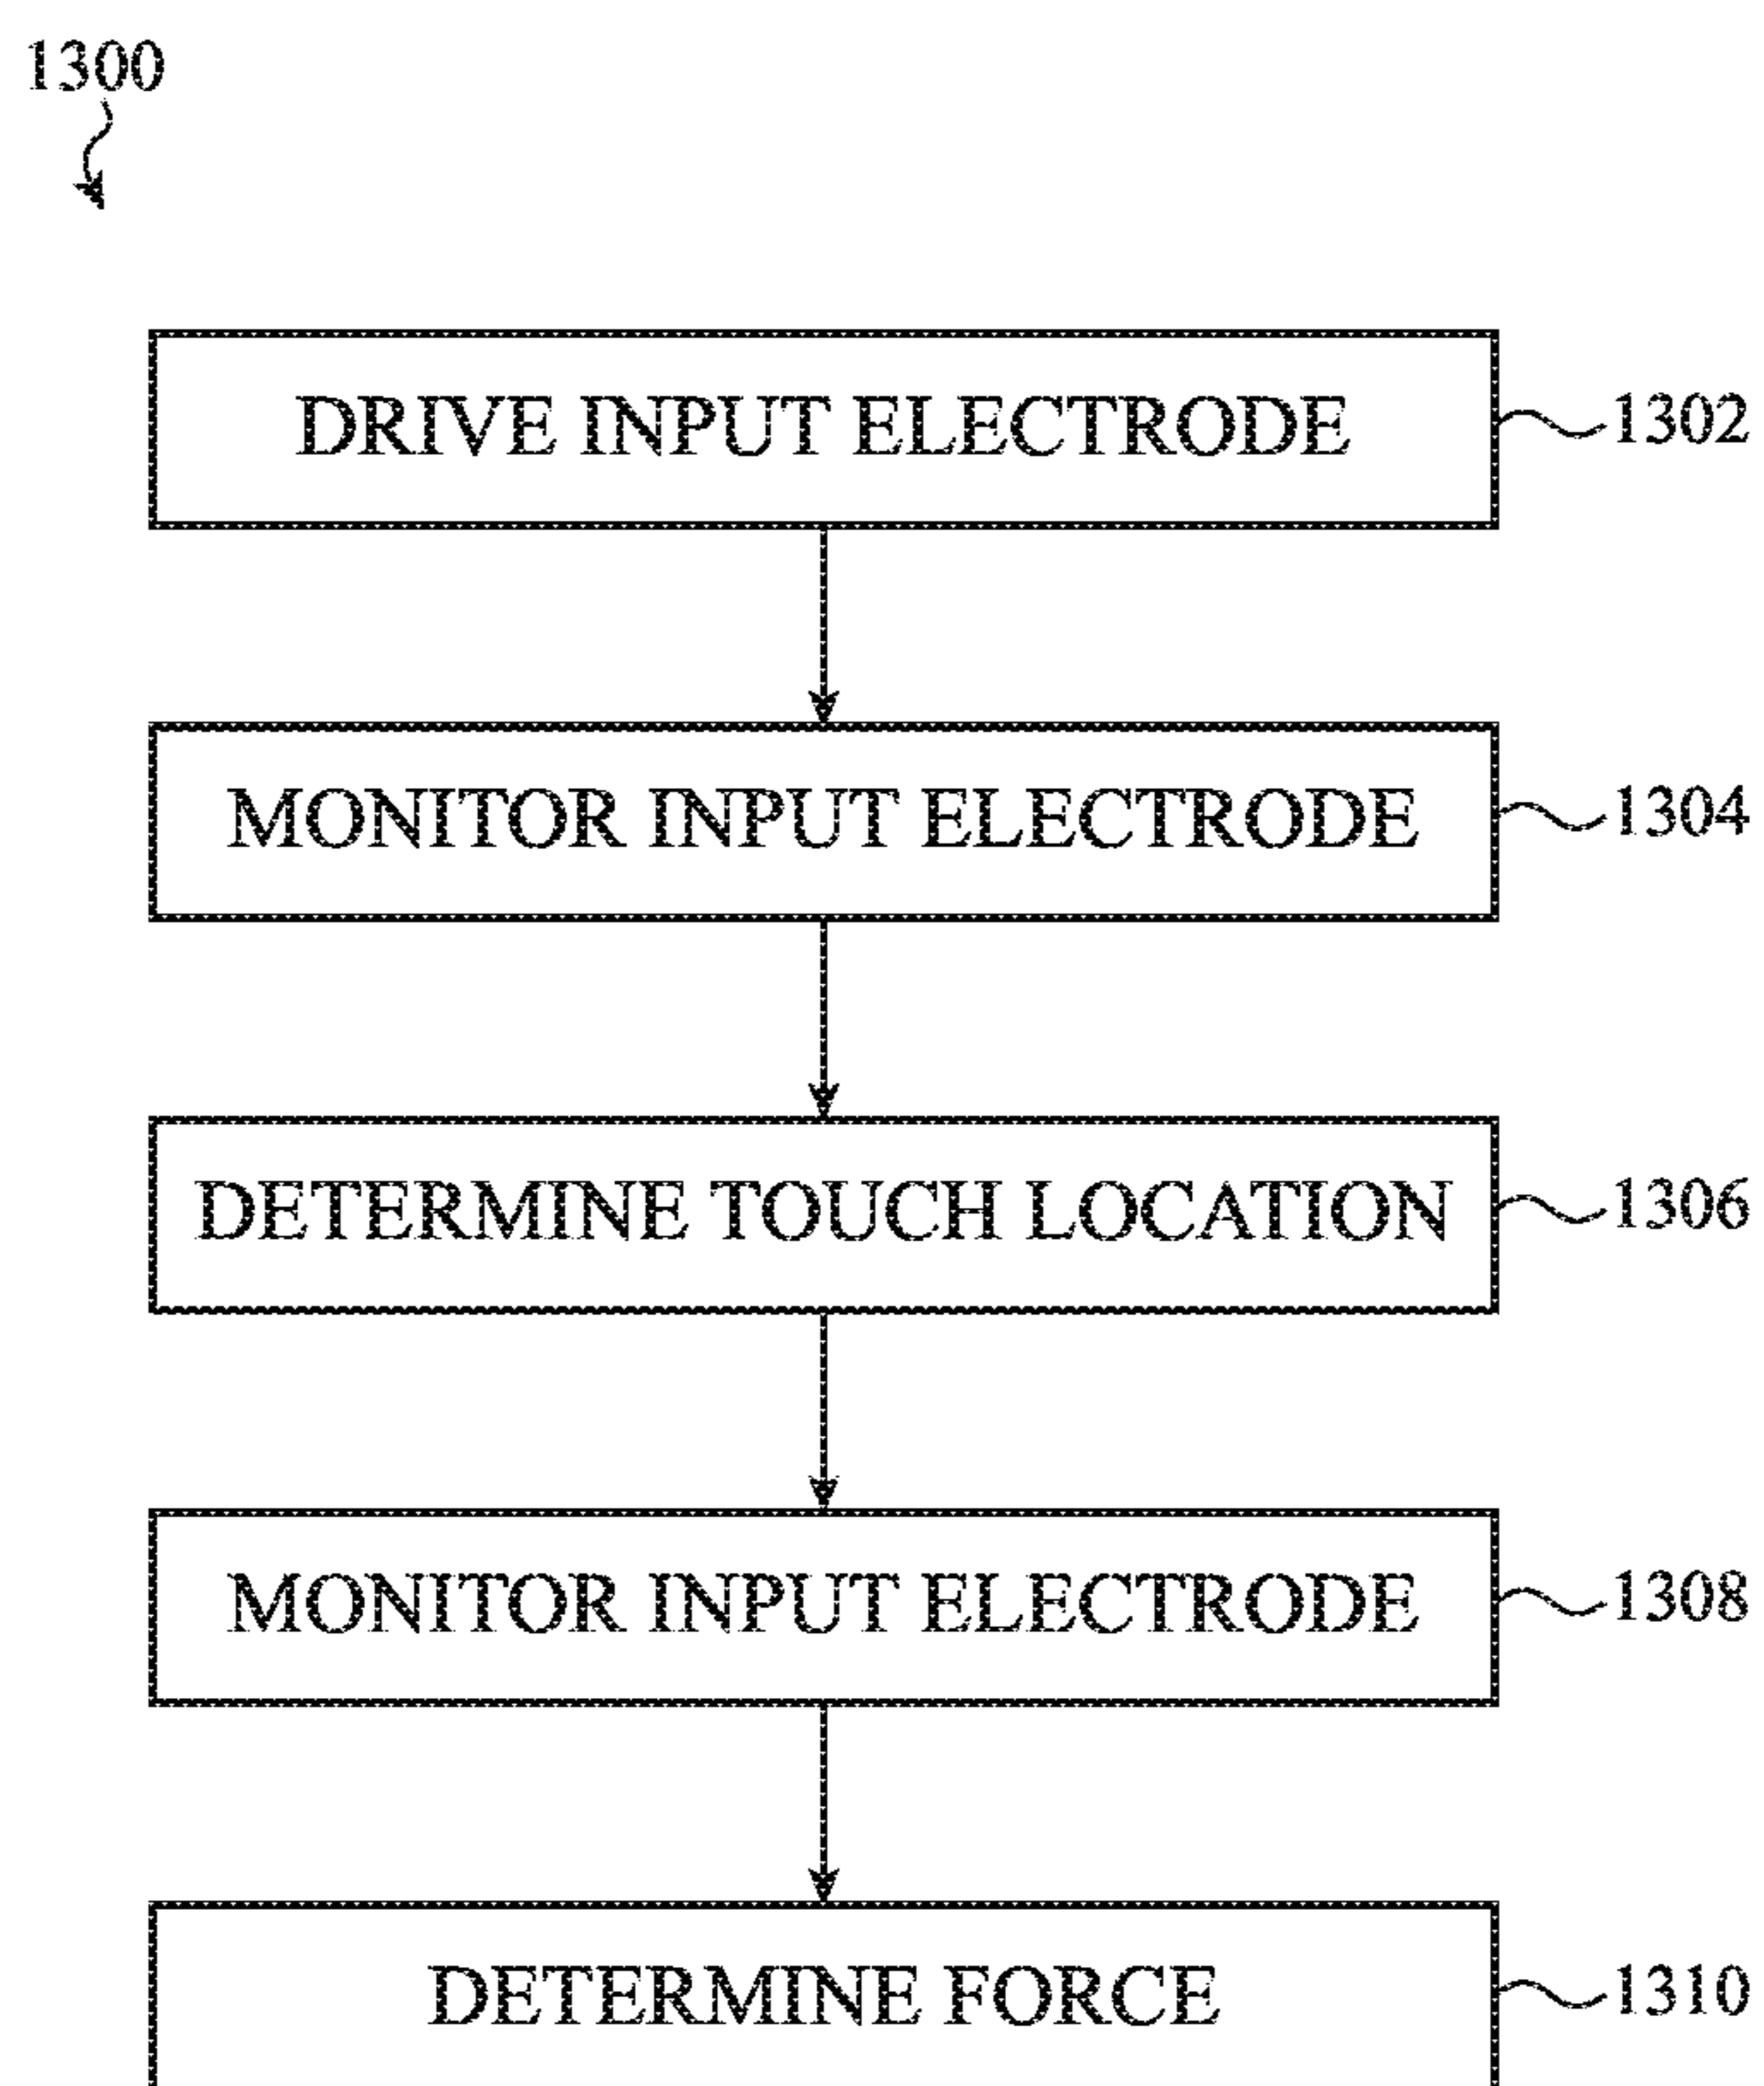 1300
DRIVE INPUT ELECTRODE 1302
MONITOR INPUT ELECTRODE 1304
DETERMINE TOUCH LOCATION 1306
MONITOR INPUT ELECTRODE 1308
DETERMINE FORCE 1310